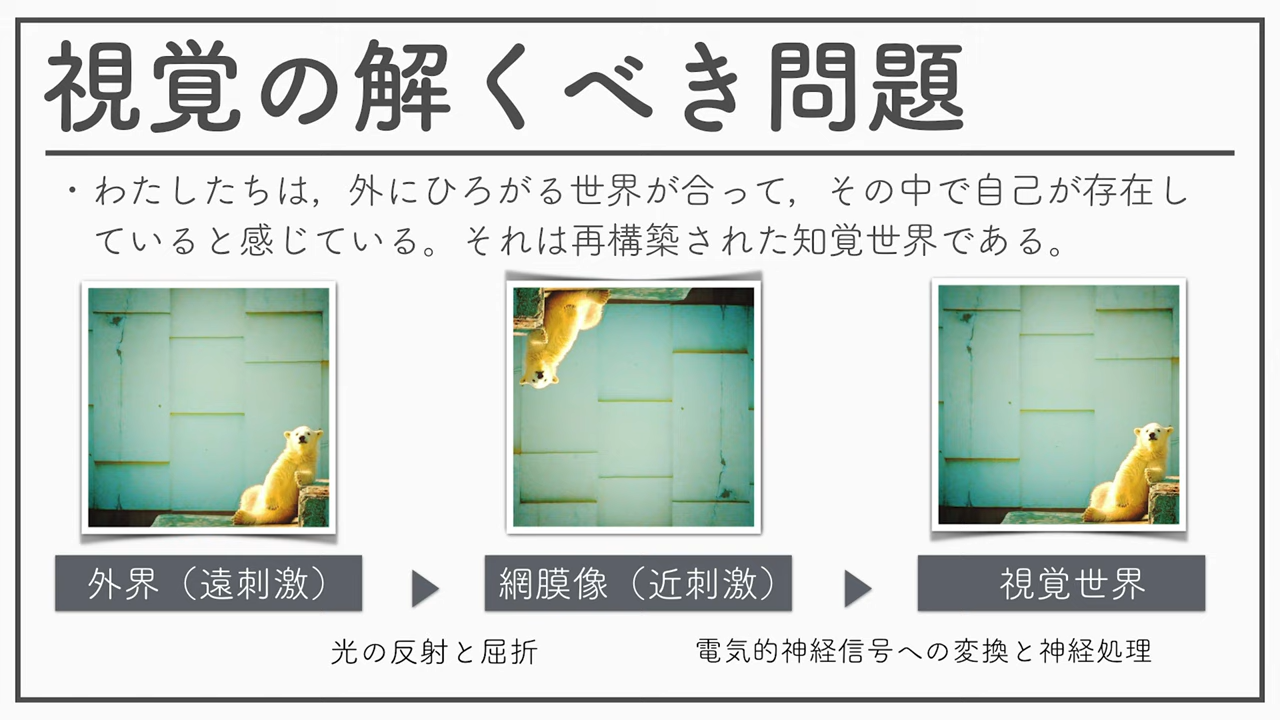 視覚の解くべき問題
・わたしたちは，外にひろがる世界が合って，その中で自己が存在し
ていると感じている。それは再構築された知覚世界である。
外界（遠刺激）
網膜像（近刺激）
視覚世界
光の反射と屈折
電気的神経信号への変換と神経処理